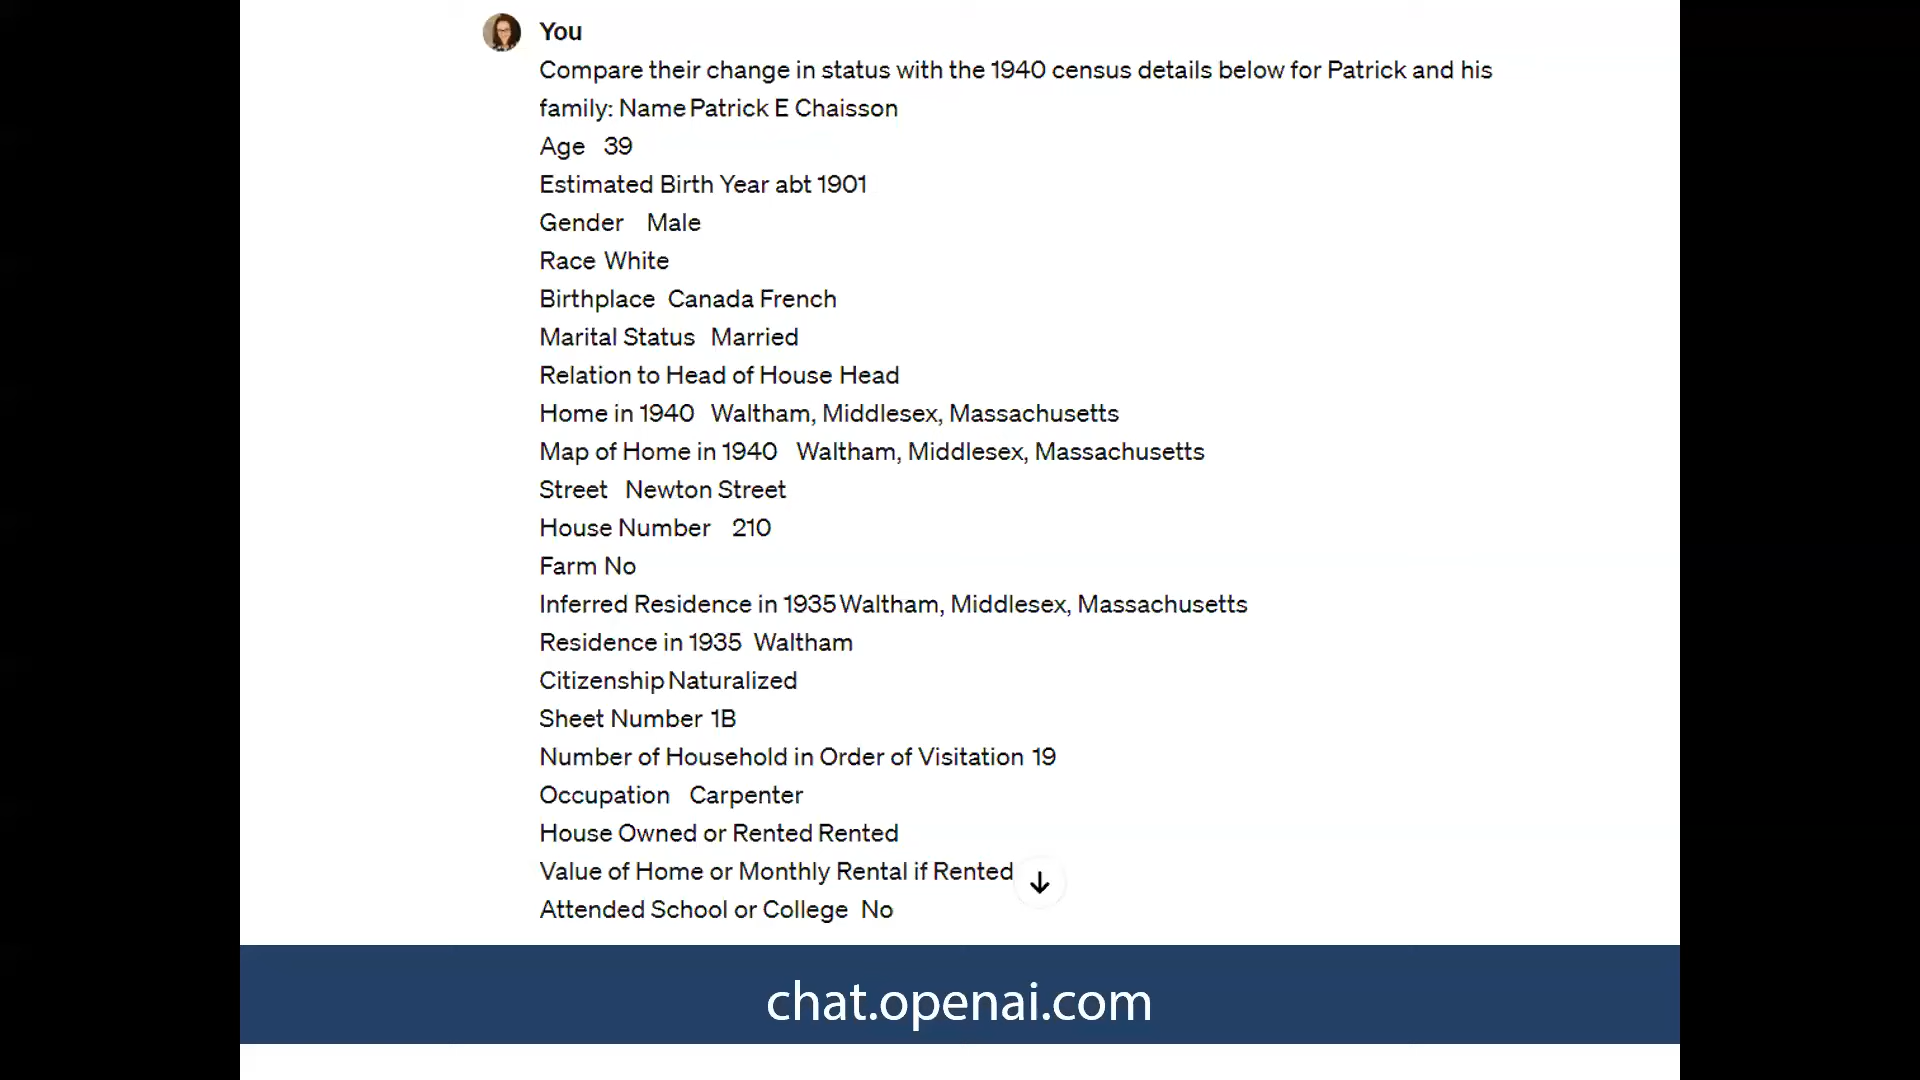 You
Compare their change in status with the 1940 census details below for Patrick and his
family: Name Patrick E Chaisson
Age 39
Estimated Birth Year abt 1901
Gender Male
Race White
Birthplace Canada French
Marital Status Married
Relation to Head of House Head
Home in 1940 Waltham, Middlesex, Massachusetts
Map of Home in 1940 Waltham, Middlesex, Massachusetts
Street Newton Street
House Number 210
Farm No
Inferred Residence in 1935 Waltham, Middlesex, Massachusetts
Residence in 1935 Waltham
Citizenship Naturalized
Sheet Number 1B
Number of Household in Order of Visitation 19
Occupation Carpenter
House Owned or Rented Rented
Value of Home or Monthly Rental if Rented
Attended School or College No
chat.openai.com